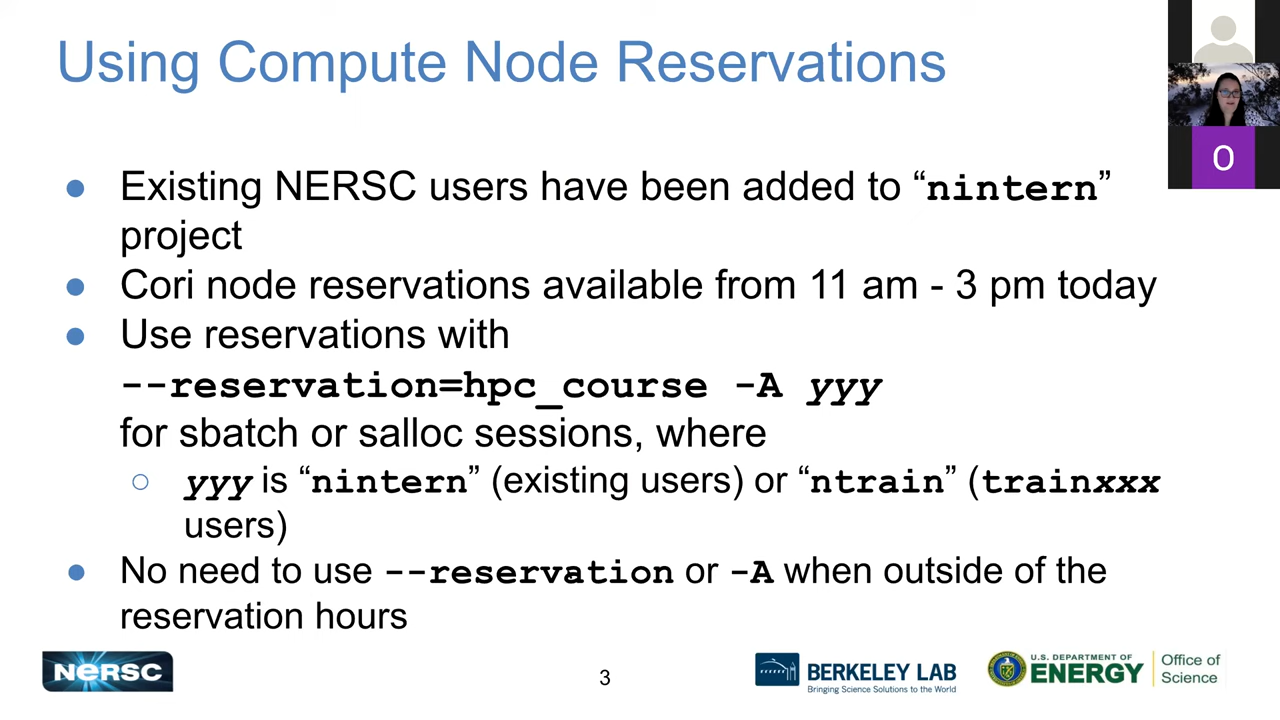 Using Compute Node Reservations
O
● Existing NERSC users have been added to “nintern”
project
● Cori node reservations available from 11 am - 3 pm today
● Use reservations with
--reservation=hpc_course -A yyy
for sbatch or salloc sessions, where
○ yyy is “nintern” (existing users) or “ntrain” (trainxxx
users)
● No need to use --reservation or -A when outside of the
reservation hours
NERSC
3
BERKELEY LAB
Bringing Science Solutions to the World
U.S. DEPARTMENT OF
ENERGY
Office of
Science